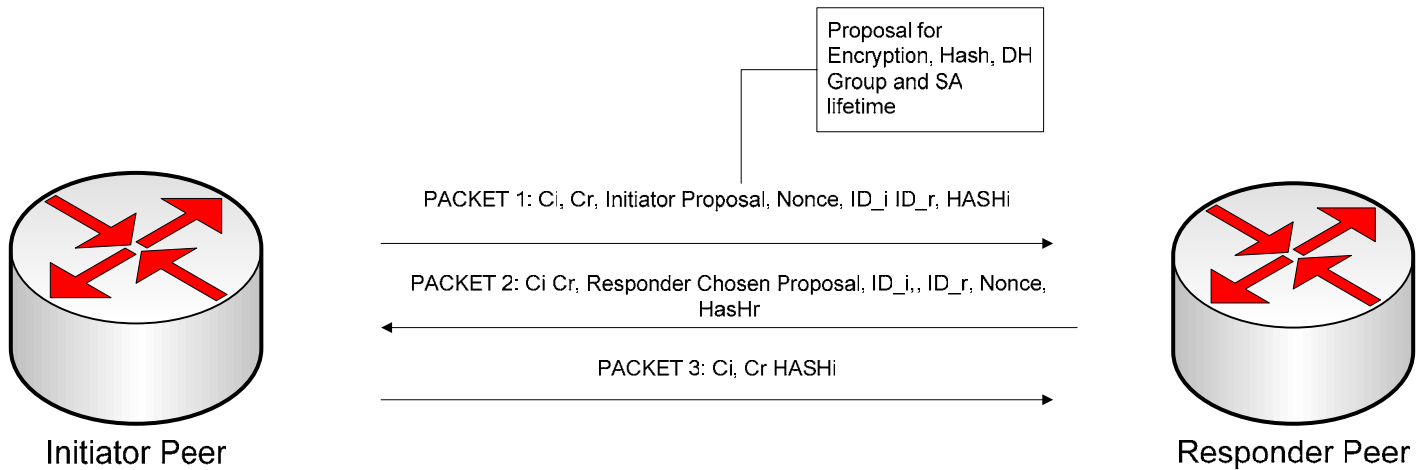 Proposal for
Encryption, Hash, DH
Group and SA
lifetime
PACKET 1: Ci, Cr, Initiator Proposal, Nonce, ID_i ID_r, HASHi
PACKET 2: Ci Cr, Responder Chosen Proposal, ID_i,, ID_r, Nonce,
HasHr
PACKET 3: Ci, Cr HASHi
Initiator Peer
Responder Peer